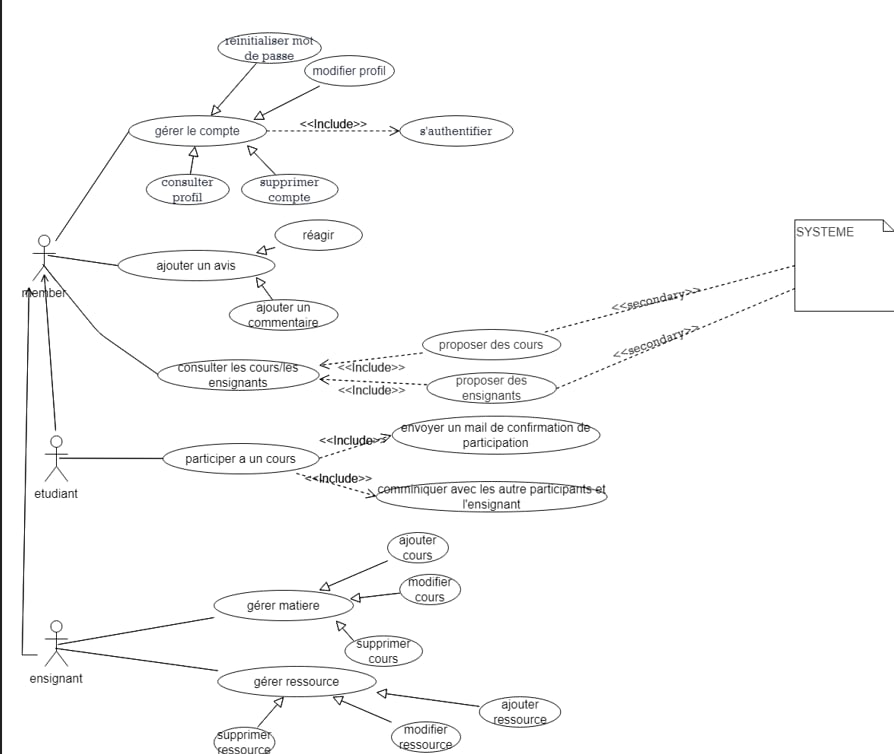 réinitialiser mot
de passe
modifier profil
gérer le compte
<<Include>>
s'authentifier
consulter
profil
supprimer
compte
réagir
SYSTEME
member
ajouter un avis
ajouter un
commentaire
<<secondary>>
proposer des cours
<<secondary>>
consulter les cours/les
ensignants
<<Include>>
<<Include>>
proposer des
ensignants
envoyer un mail de confirmation de
participation
<<Include>>
participer a un cours
<<Include>>
etudiant
comminiquer avec les autre participants et
l'ensignant
ajouter
cours
modifier
cours
gérer matiere
supprimer
cours
ensignant
gérer ressource
ajouter
ressource
supprimer
ressource
modifier
ressource